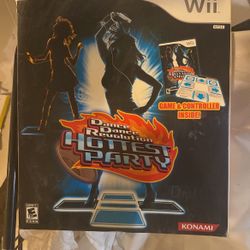 Wii
GAME & CONTROLLER
INSIDE!
Dance
Dance
Revolution
HOTTEST
PARTY
E
KONAMI